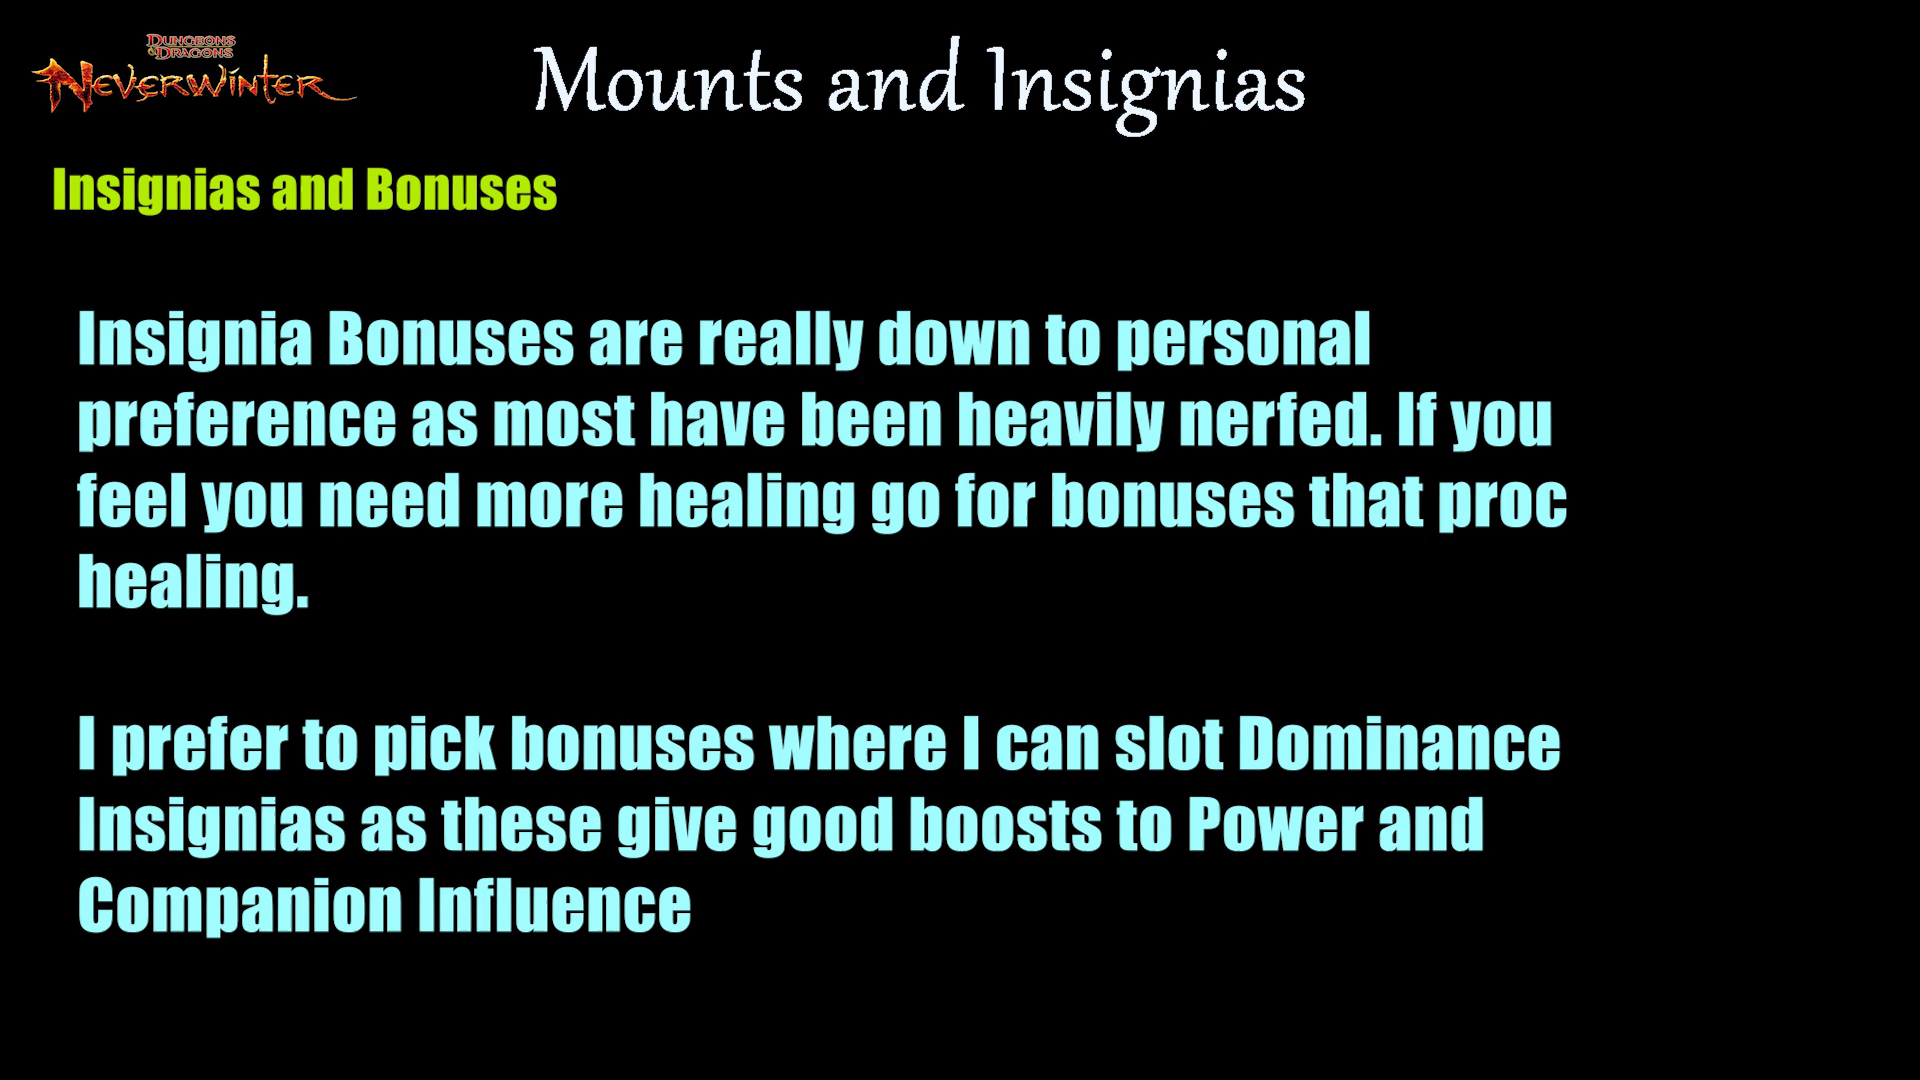 DUNGEONS
& DRAGONS
NEVERWINTER
Mounts and Insignias
Insignias and Bonuses
Insignia Bonuses are really down to personal
preference as most have been heavily nerfed. If you
feel you need more healing go for bonuses that proc
healing.
I prefer to pick bonuses where I can slot Dominance
Insignias as these give good boosts to Power and
Companion Influence